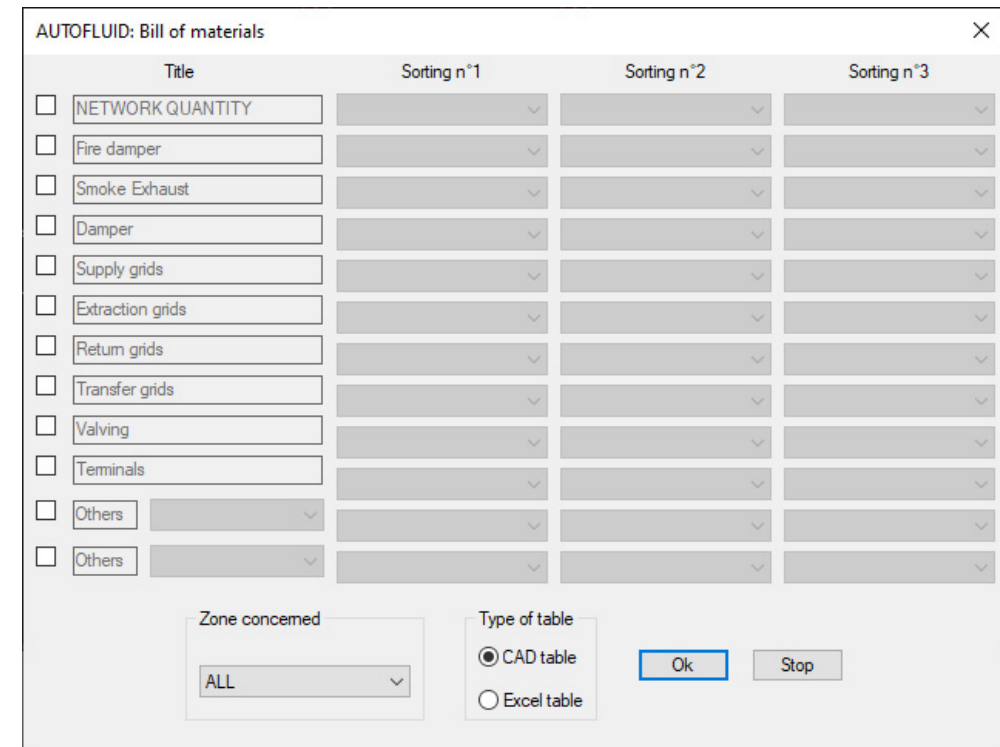 AUTOFLUID: Bill of materials
Title Sorting n°1 Sorting n°2 Sorting n°3
NETWORK QUANTITY
Fire damper
Smoke Exhaust
Damper
Supply grids
Extraction grids
Return grids
Transfer grids
Valving
Terminals
Others
Others
Zone concerned
ALL
Type of table
CAD table
Excel table
Ok
Stop